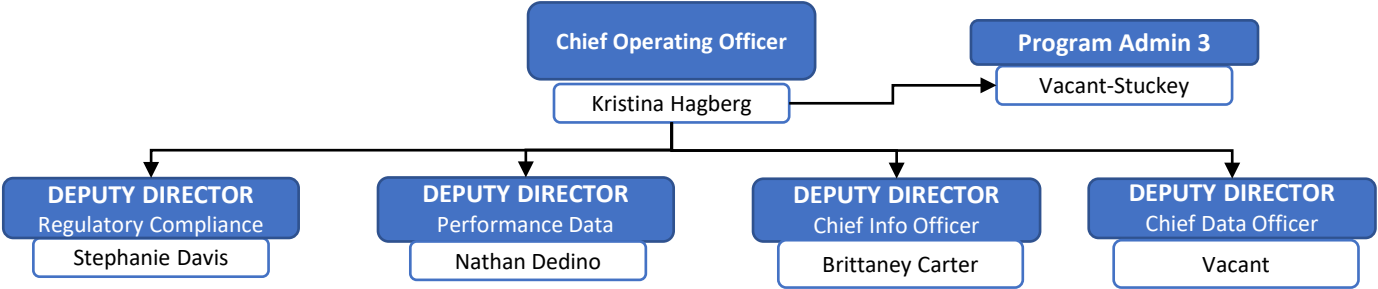 Chief Operating Officer
Kristina Hagberg
Program Admin 3
Vacant-Stuckey
DEPUTY DIRECTOR
Regulatory Compliance
Stephanie Davis
DEPUTY DIRECTOR
Performance Data
Nathan Dedino
DEPUTY DIRECTOR
Chief Info Officer
Brittaney Carter
DEPUTY DIRECTOR
Chief Data Officer
Vacant